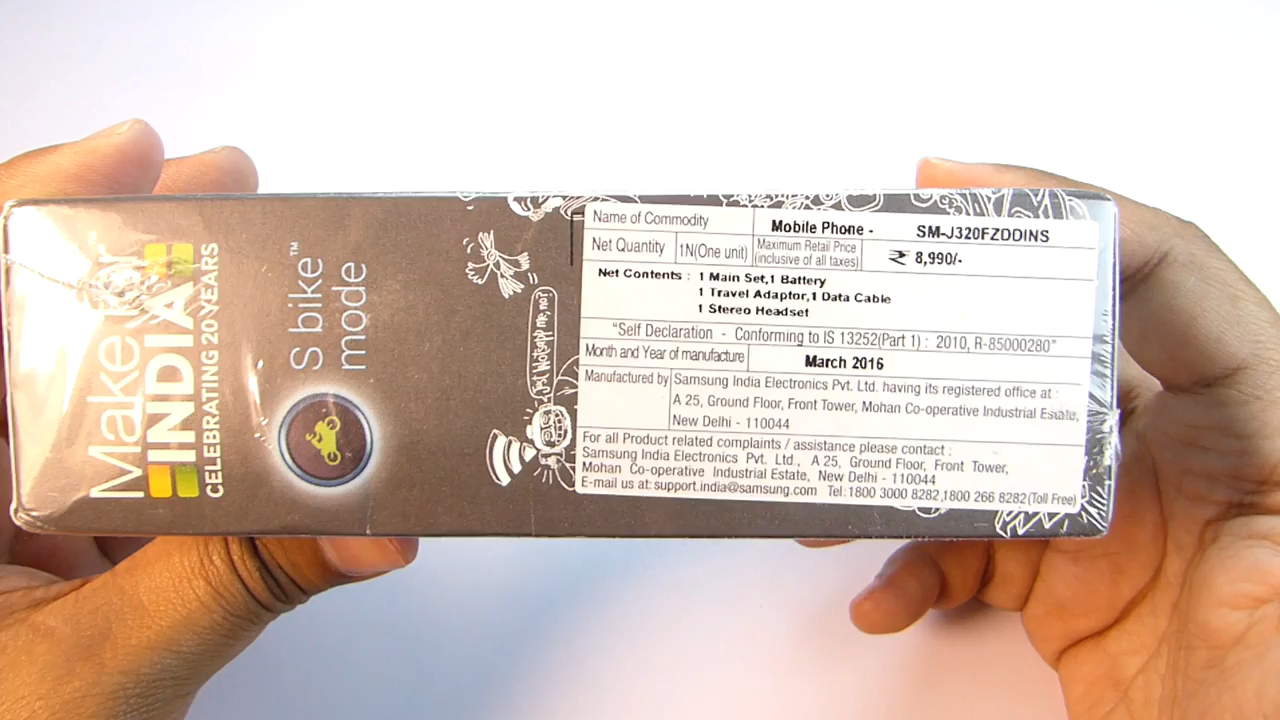 Make for
INDIA
CELEBRATING 20 YEARS
S bike™
mode
Just Watsapp me, no?
Name of Commodity Mobile Phone - SM-J320FZDDINS
Net Quantity 1N(One unit) Maximum Retail Price (inclusive of all taxes) ₹ 8,990/-
Net Contents : 1 Main Set,1 Battery
1 Travel Adaptor,1 Data Cable
1 Stereo Headset
"Self Declaration - Conforming to IS 13252(Part 1) : 2010, R-85000280"
Month and Year of manufacture March 2016
Manufactured by Samsung India Electronics Pvt. Ltd. having its registered office at :
A 25, Ground Floor, Front Tower, Mohan Co-operative Industrial Estate,
New Delhi - 110044
For all Product related complaints / assistance please contact :
Samsung India Electronics Pvt. Ltd., A 25, Ground Floor, Front Tower,
Mohan Co-operative Industrial Estate, New Delhi - 110044
E-mail us at: support.india@samsung.com Tel:1800 3000 8282,1800 266 8282(Toll Free)